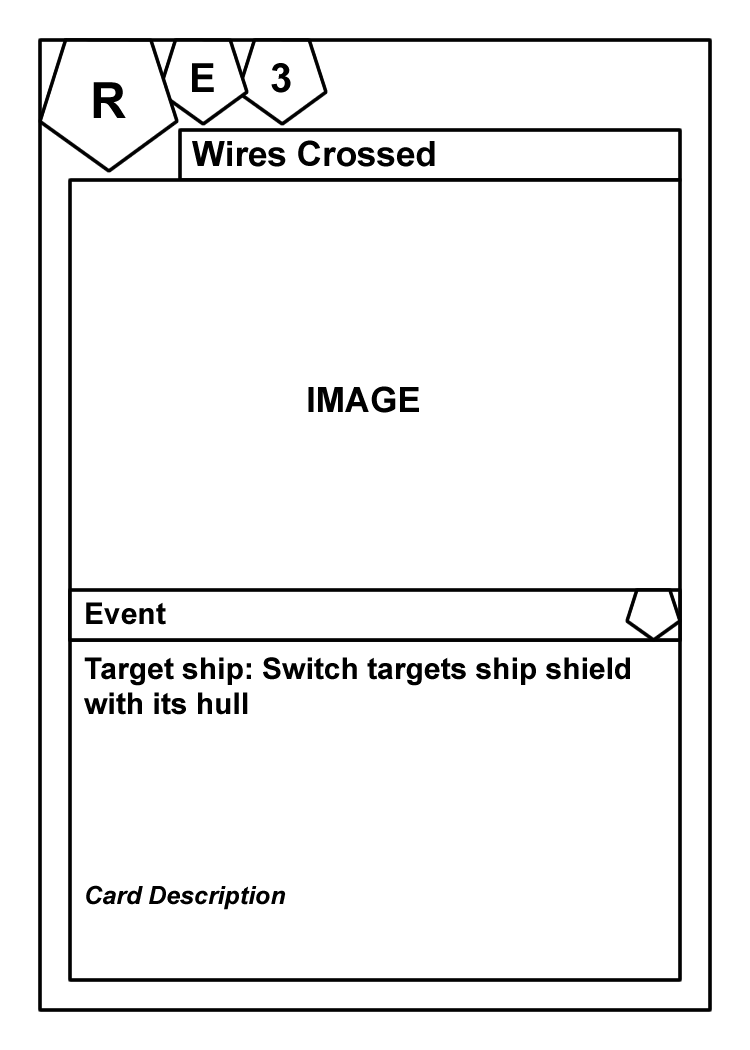 R E 3
Wires Crossed
IMAGE
Event
Target ship: Switch targets ship shield
with its hull
Card Description